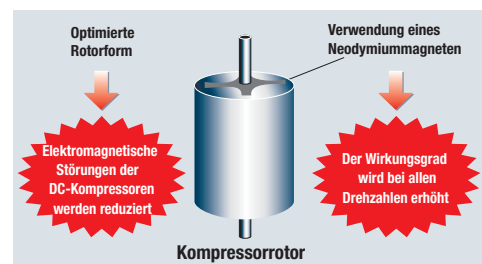 Optimierte
Rotorform
Verwendung eines
Neodymiummagneten
Elektromagnetische
Störungen der
DC-Kompressoren
werden reduziert
Der Wirkungsgrad
wird bei allen
Drehzahlen erhöht
Kompressorrotor